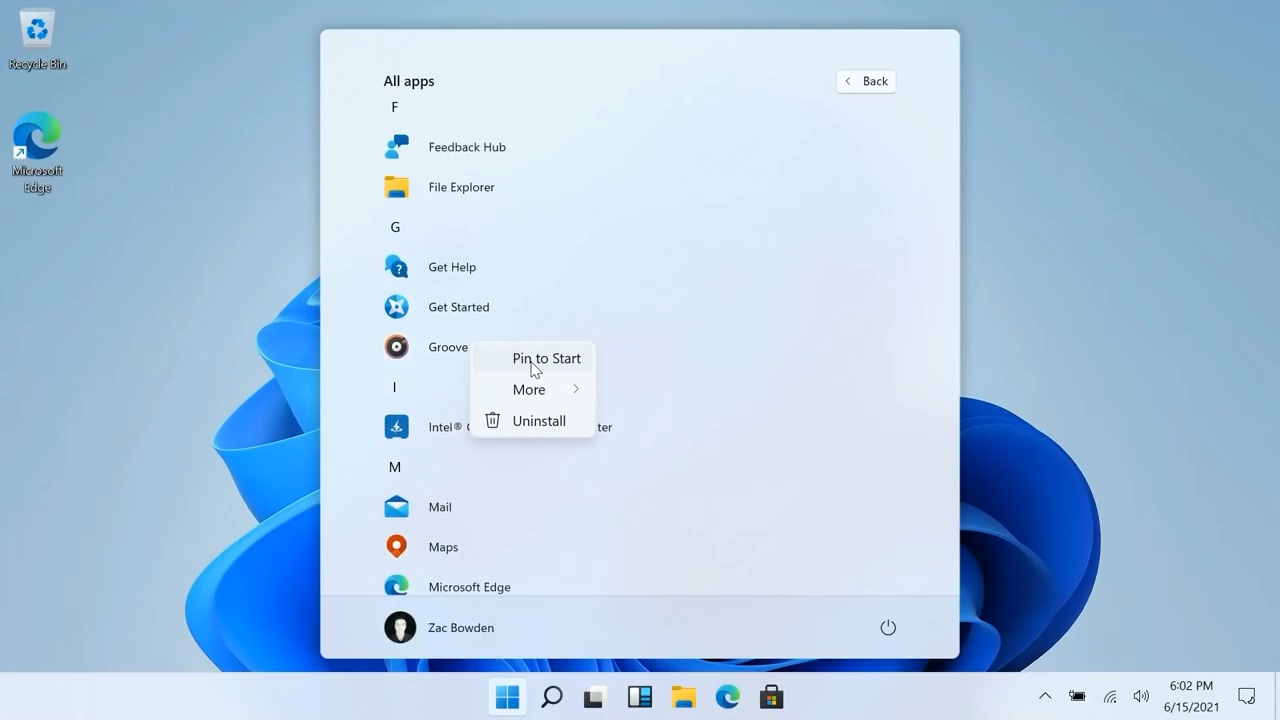 Recycle Bin
Microsoft
Edge
All apps
Back
F
Feedback Hub
File Explorer
G
Get Help
Get Started
Groove
Pin to Start
I
More
Uninstall
Intel®
ter
M
Mail
Maps
Microsoft Edge
Zac Bowden
6:02 PM
6/15/2021